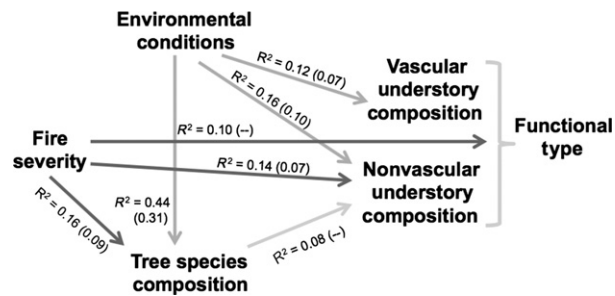 Environmental
conditions
R² = 0.12 (0.07)
Vascular
understory
composition
R² = 0.16 (0.10)
Fire
severity
R² = 0.10 (--)
Functional
type
R² = 0.14 (0.07)
Nonvascular
understory
composition
R² = 0.44
(0.31)
R² = 0.16 (0.09)
R² = 0.08 (--)
Tree species
composition